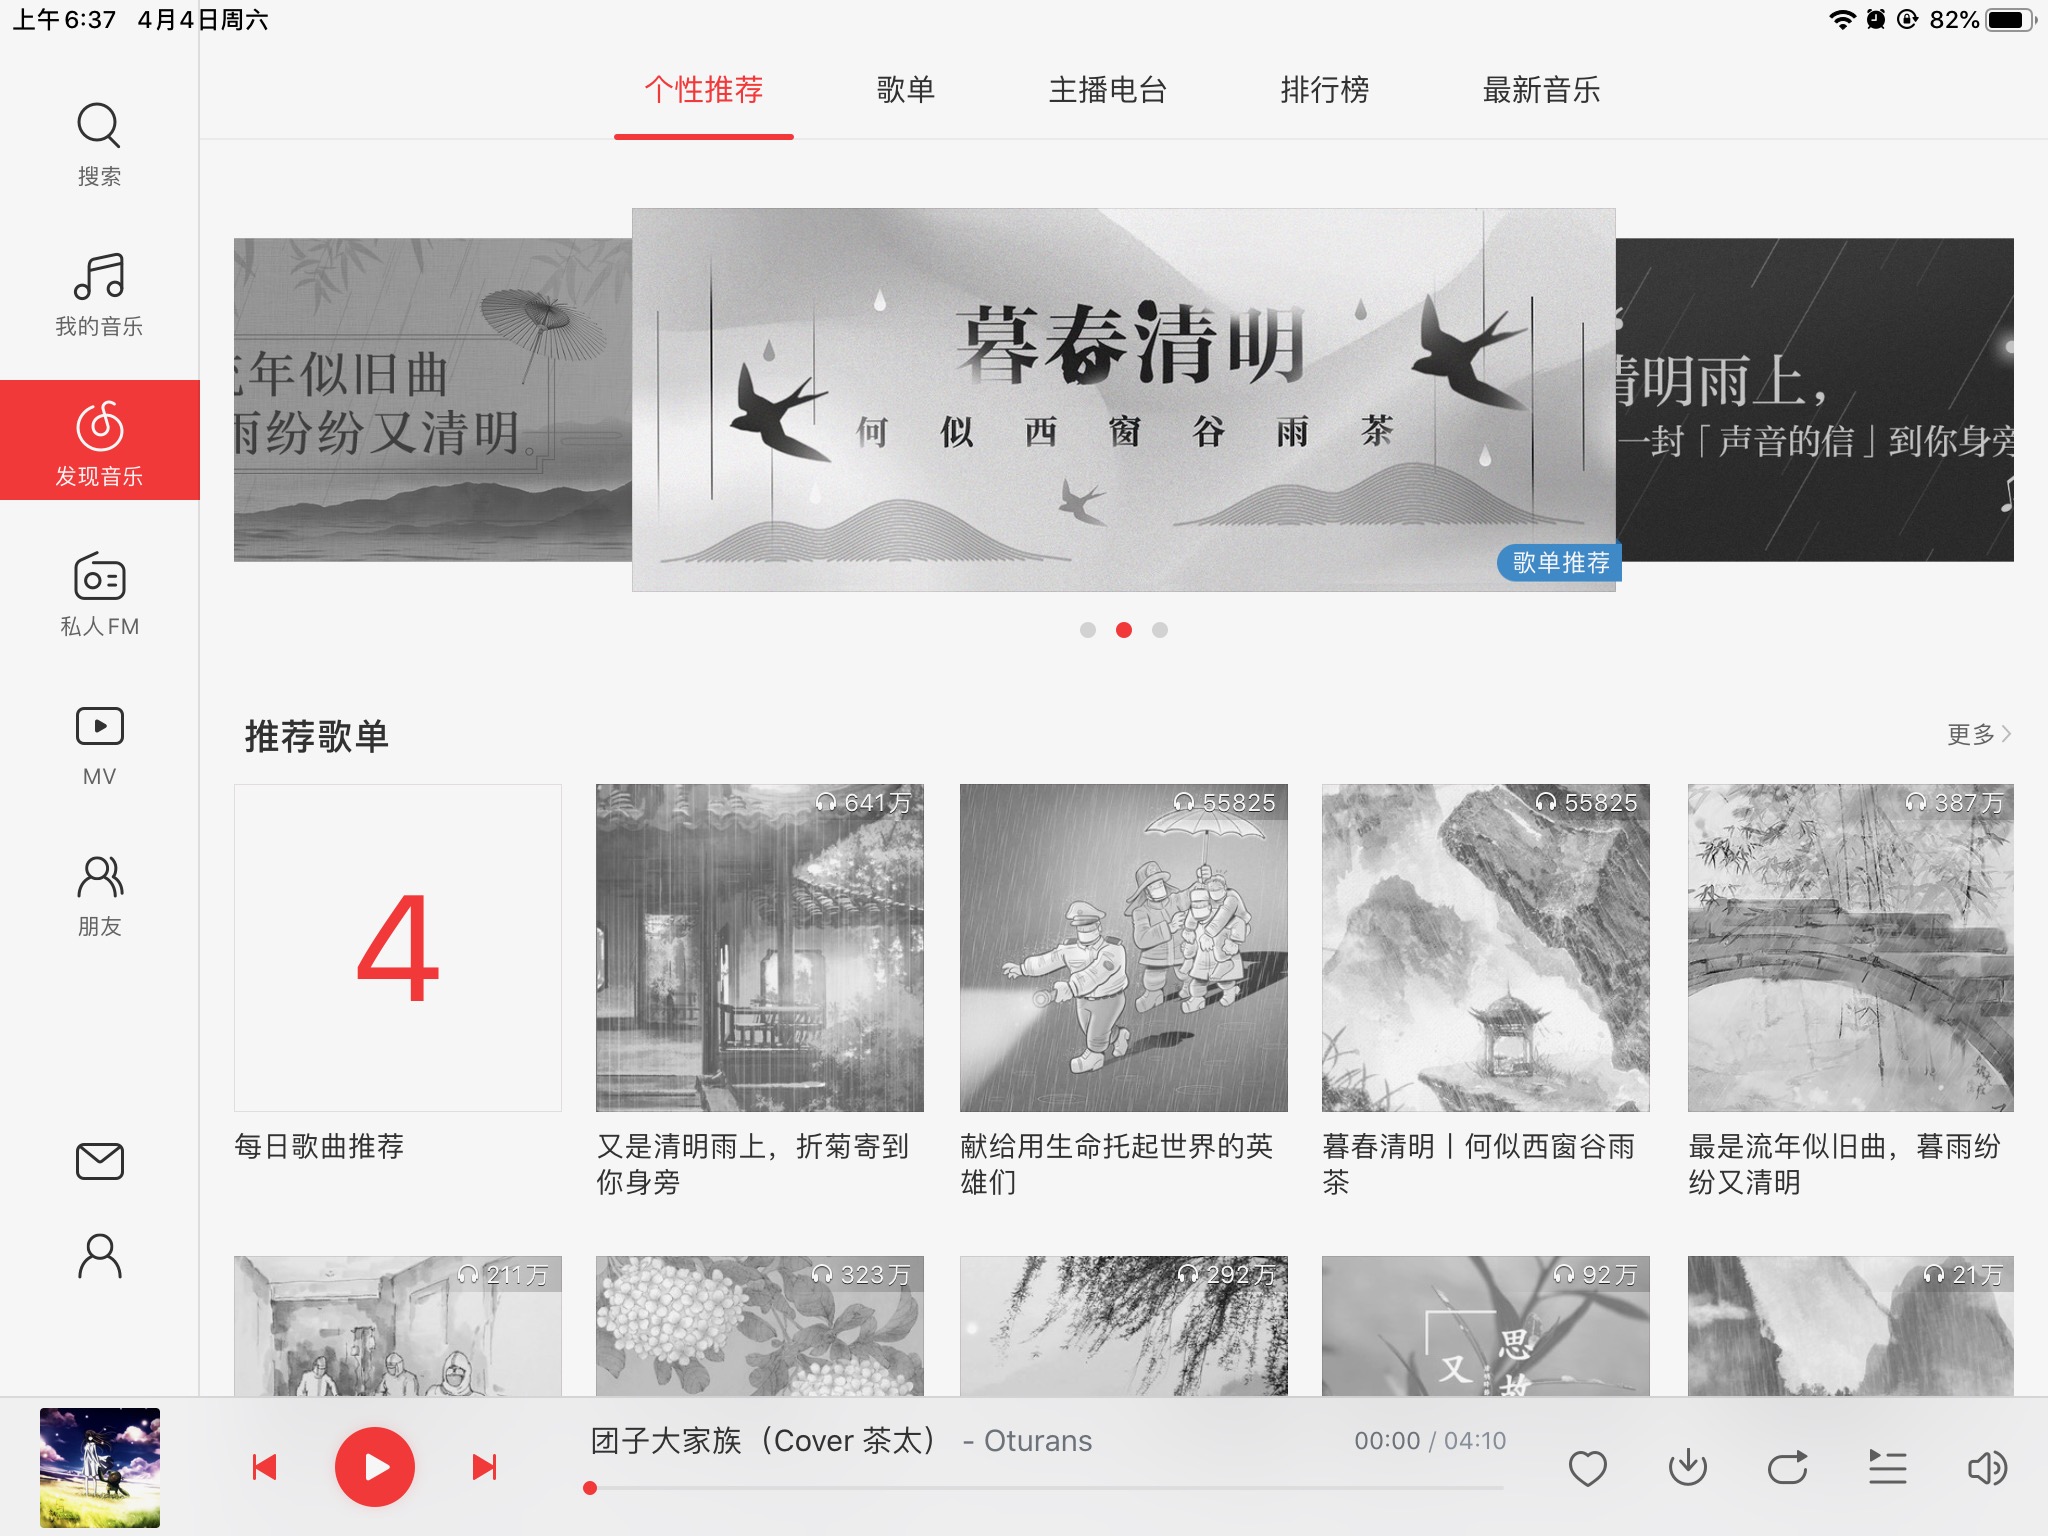 上午6:37 4月4日周六
82%
搜索
我的音乐
发现音乐
私人FM
MV
朋友
个性推荐 歌单 主播电台 排行榜 最新音乐
年似旧曲
雨纷纷又清明。
暮春清明
何似西窗谷雨茶
歌单推荐
清明雨上，
一封「声音的信」到你身旁
推荐歌单
更多
4
641万
55825
55825
387万
每日歌曲推荐
又是清明雨上，折菊寄到
你身旁
献给用生命托起世界的英
雄们
暮春清明丨何似西窗谷雨
茶
最是流年似旧曲，暮雨纷
纷又清明
211万
323万
292万
92万
21万
又
思
故
团子大家族（Cover 茶太） - Oturans
00:00 / 04:10